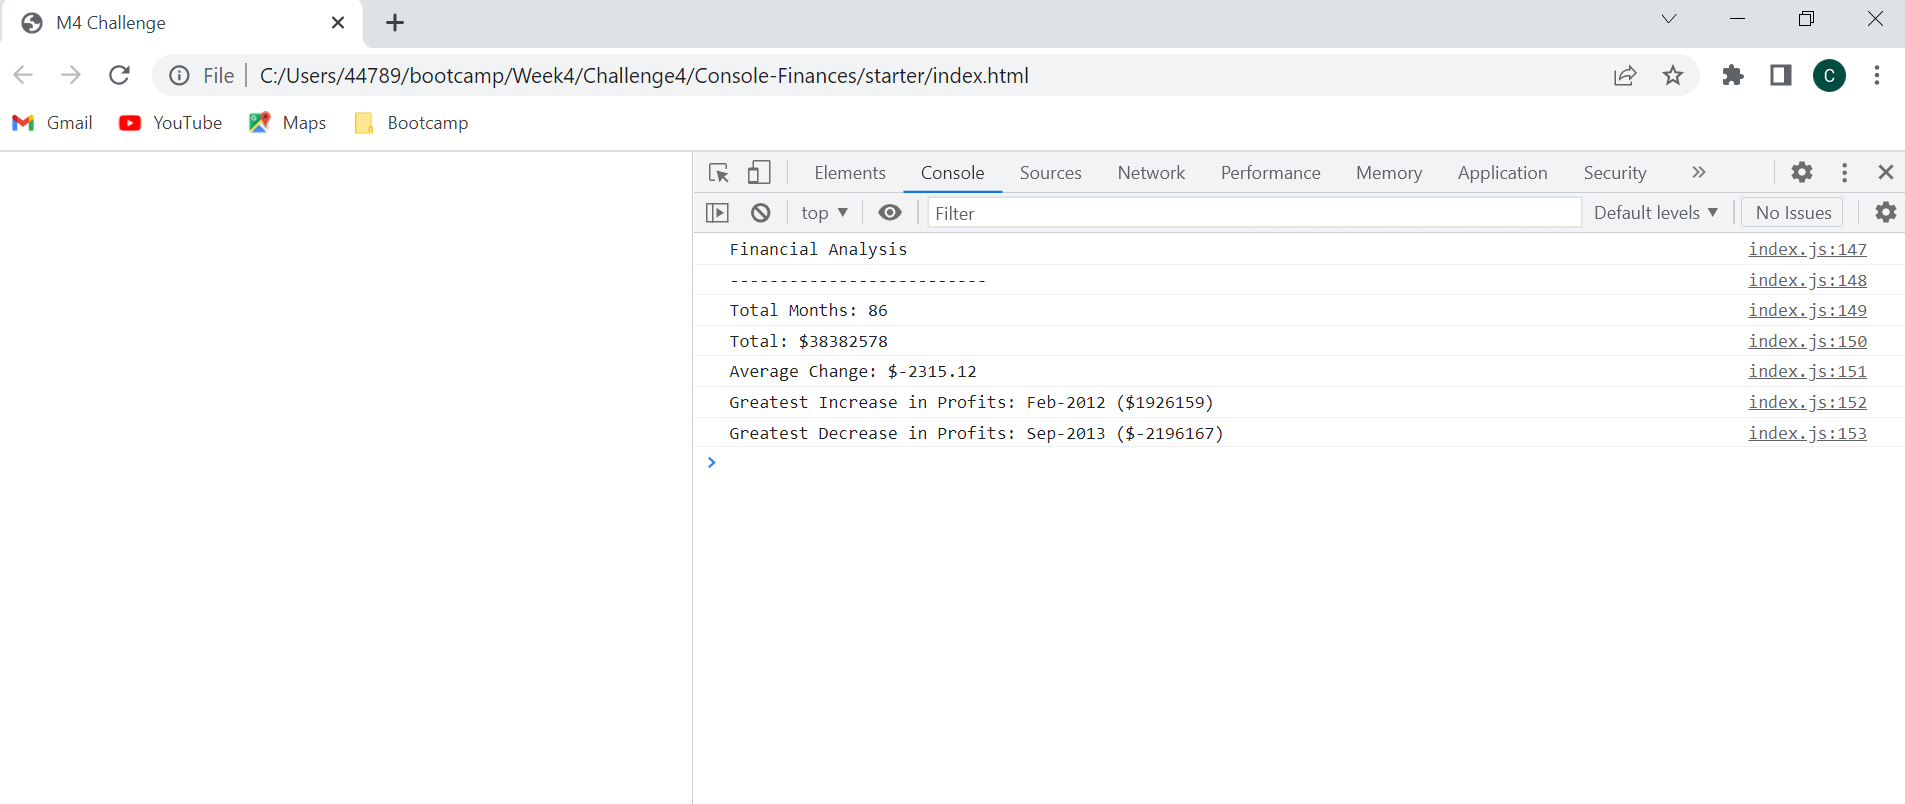 M4 Challenge
File C:/Users/44789/bootcamp/Week4/Challenge4/Console-Finances/starter/index.html C
Gmail YouTube Maps Bootcamp
Elements Console Sources Network Performance Memory Application Security
top Filter Default levels No Issues
Financial Analysis index.js:147
-------------------------- index.js:148
Total Months: 86 index.js:149
Total: $38382578 index.js:150
Average Change: $-2315.12 index.js:151
Greatest Increase in Profits: Feb-2012 ($1926159) index.js:152
Greatest Decrease in Profits: Sep-2013 ($-2196167) index.js:153